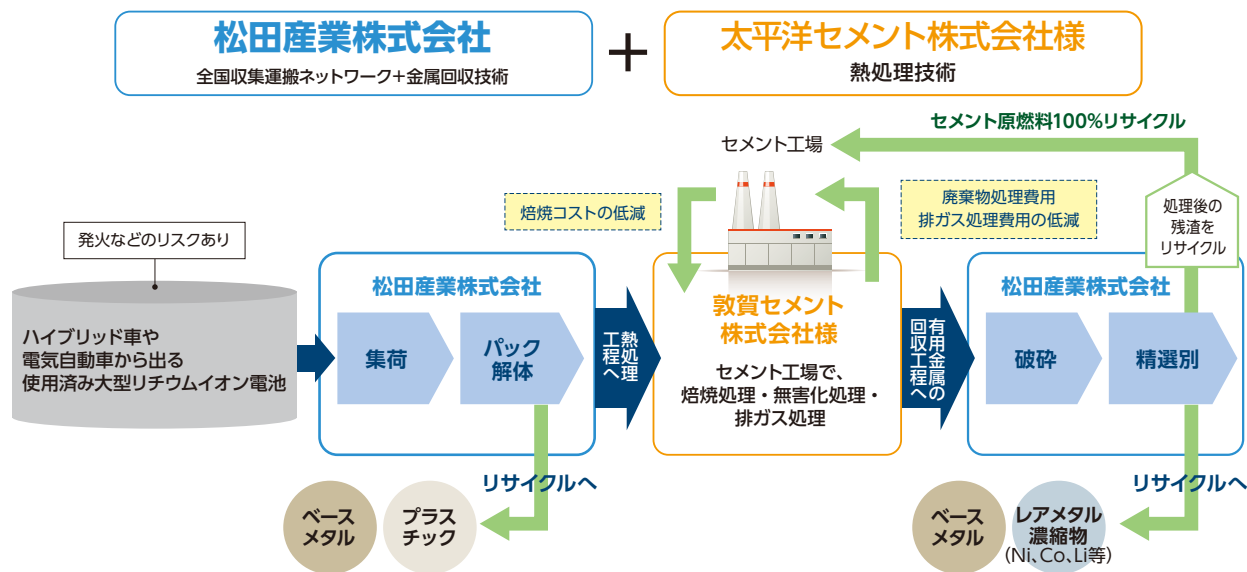 松田産業株式会社
全国収集運搬ネットワーク+金属回収技術
+
太平洋セメント株式会社様
熱処理技術
セメント原燃料100%リサイクル
セメント工場
焙焼コストの低減
廃棄物処理費用
排ガス処理費用の低減
処理後の
残渣を
リサイクル
発火などのリスクあり
ハイブリッド車や
電気自動車から出る
使用済み大型リチウムイオン電池
松田産業株式会社
集荷
パック
解体
熱処理
工程へ
敦賀セメント
株式会社様
セメント工場で、
焙焼処理・無害化処理・
排ガス処理
有用金属の
回収工程へ
松田産業株式会社
破砕
精選別
リサイクルへ
ベース
メタル
プラス
チック
リサイクルへ
ベース
メタル
レアメタル
濃縮物
(Ni、Co、Li等)